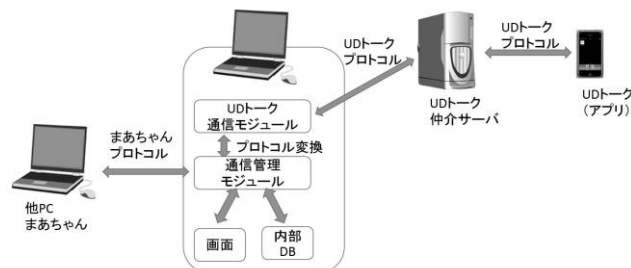 UDトーク
プロトコル
UDトーク
プロトコル
UDトーク
仲介サーバ
UDトーク
(アプリ)
UDトーク
通信モジュール
プロトコル変換
まあちゃん
プロトコル
通信管理
モジュール
他PC
まあちゃん
画面
内部
DB